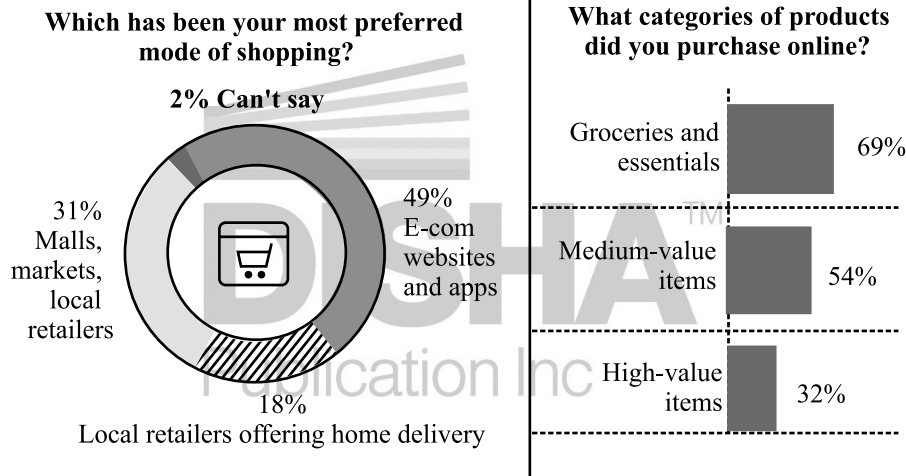 Which has been your most preferred
mode of shopping?
2% Can't say
49%
E-com
websites
and apps
31%
Malls,
markets,
local
retailers
18%
Local retailers offering home delivery
What categories of products
did you purchase online?
Groceries and
essentials
69%
Medium-value
items
54%
High-value
items
32%
DISHA™
Publication Inc